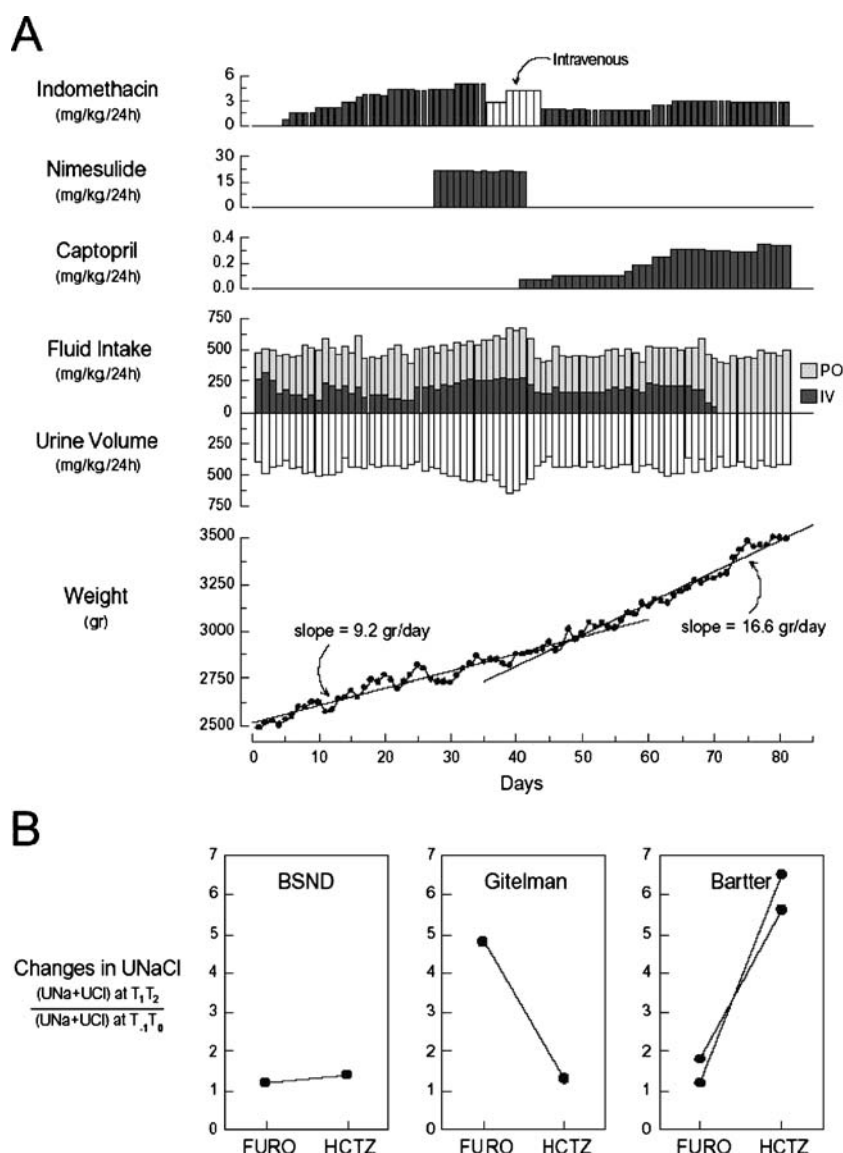 A
Indomethacin
(mg/kg/24h)
6
3
0
Intravenous
Nimesulide
(mg/kg/24h)
30
15
0
Captopril
(mg/kg/24h)
0.4
0.2
0.0
Fluid Intake
(mg/kg/24h)
750
500
250
0
PO
IV
Urine Volume
(mg/kg/24h)
250
500
750
Weight
(gr)
3500
3250
3000
2750
2500
slope = 9.2 gr/day
slope = 16.6 gr/day
0 10 20 30 40 50 60 70 80
Days
B
Changes in UNaCl
(UNa+UCl) at T1T2
(UNa+UCl) at T-1T0
7
6
5
4
3
2
1
0
BSND
FURO HCTZ
7
6
5
4
3
2
1
0
Gitelman
FURO HCTZ
7
6
5
4
3
2
1
0
Bartter
FURO HCTZ